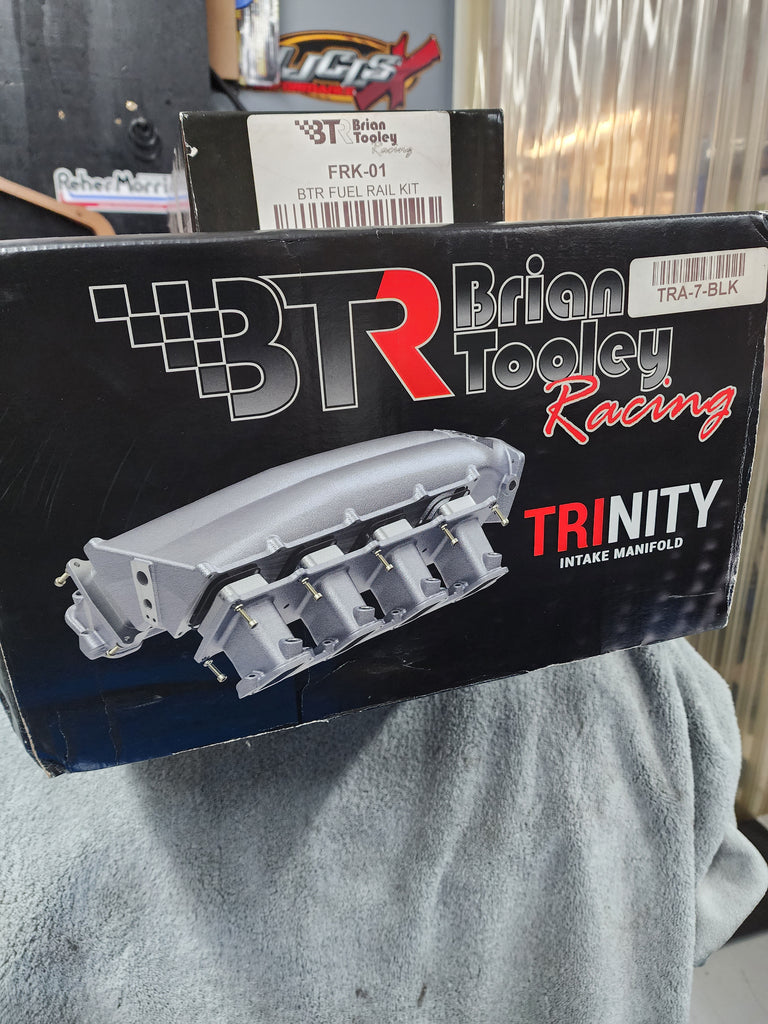 BTR Brian
Tooley
Racing
FRK-01
BTR FUEL RAIL KIT
BTR Brian
Tooley
Racing
TRA-7-BLK
TRINITY
INTAKE MANIFOLD